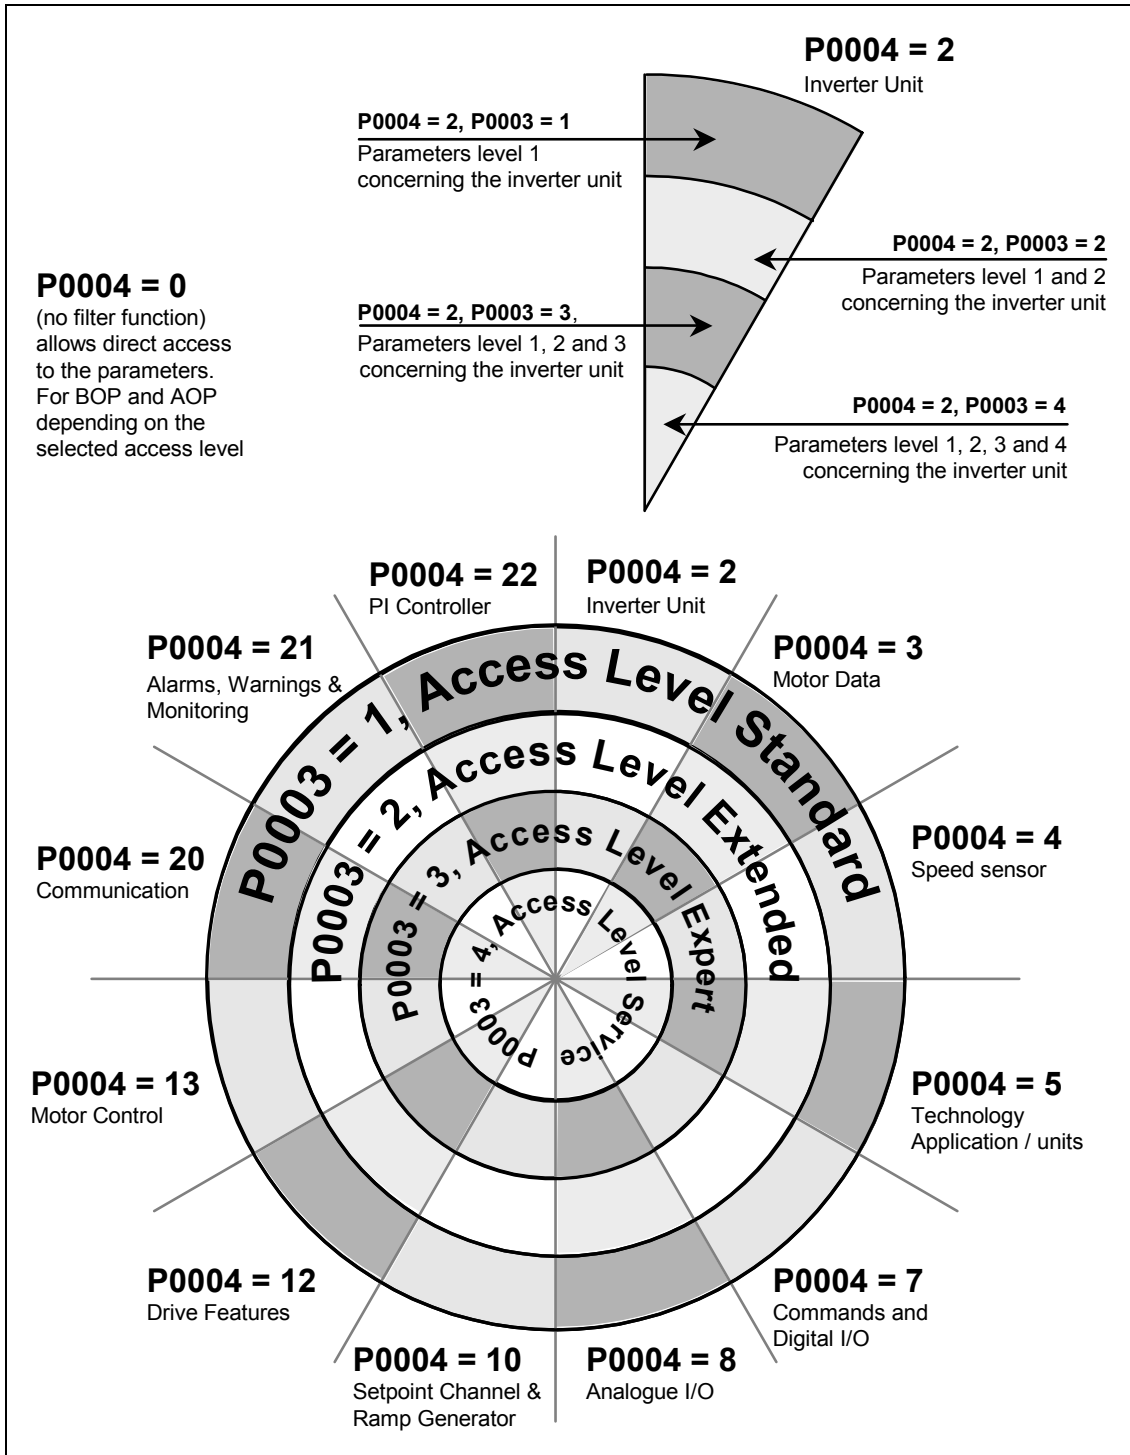 P0004 = 2
Inverter Unit
P0004 = 2, P0003 = 1
Parameters level 1
concerning the inverter unit
P0004 = 2, P0003 = 2
Parameters level 1 and 2
concerning the inverter unit
P0004 = 0
(no filter function)
allows direct access
to the parameters.
For BOP and AOP
depending on the
selected access level
P0004 = 2, P0003 = 3,
Parameters level 1, 2 and 3
concerning the inverter unit
P0004 = 2, P0003 = 4
Parameters level 1, 2, 3 and 4
concerning the inverter unit
P0004 = 22
PI Controller
P0004 = 2
Inverter Unit
P0004 = 21
Alarms, Warnings &
Monitoring
P0004 = 3
Motor Data
P0003 = 1, Access Level Standard
P0003 = 2, Access Level Extended
P0003 = 3, Access Level Expert
P0003 = 4, Access Level Service
P0004 = 20
Communication
P0004 = 4
Speed sensor
P0004 = 13
Motor Control
P0004 = 5
Technology
Application / units
P0004 = 12
Drive Features
P0004 = 7
Commands and
Digital I/O
P0004 = 10
Setpoint Channel &
Ramp Generator
P0004 = 8
Analogue I/O